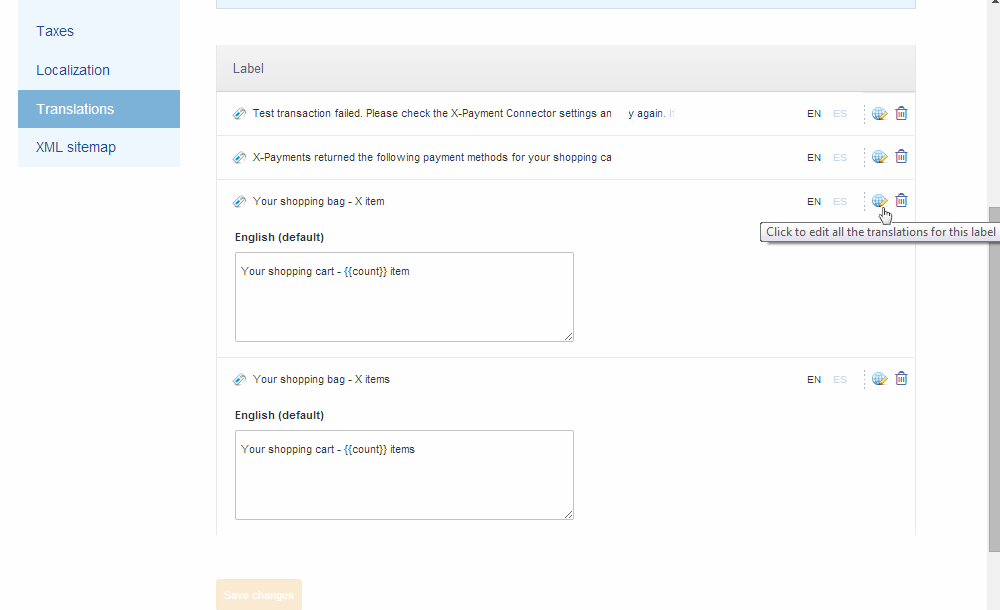 Taxes
Localization
Translations
XML sitemap
Label
Test transaction failed. Please check the X-Payment Connector settings an y again. If
EN ES
X-Payments returned the following payment methods for your shopping ca
EN ES
Your shopping bag - X item
EN ES
Click to edit all the translations for this label
English (default)
Your shopping cart - {{count}} item
Your shopping bag - X items
EN ES
English (default)
Your shopping cart - {{count}} items
Save changes